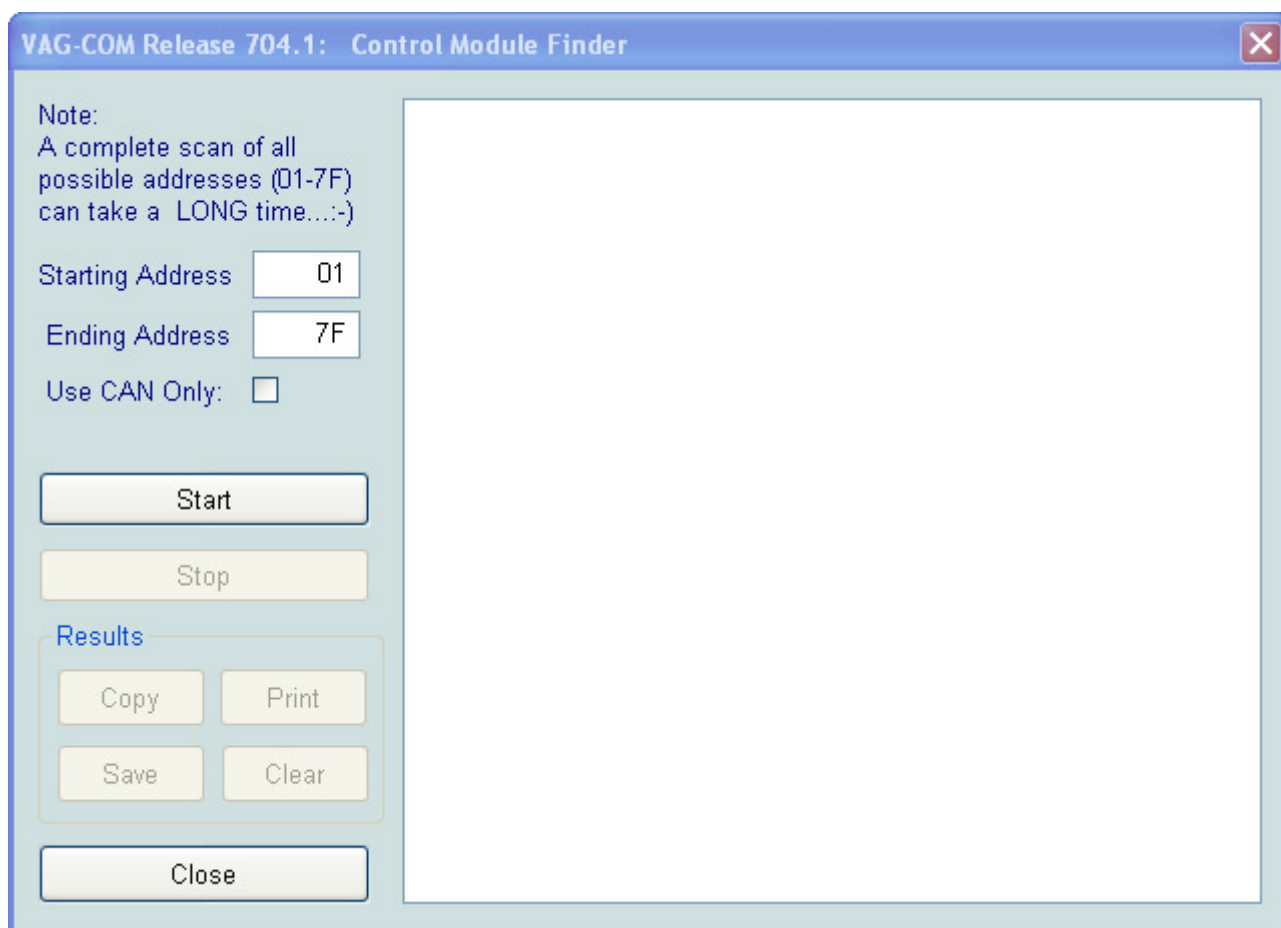 VAG-COM Release 704.1: Control Module Finder
Note:
A complete scan of all
possible addresses (01-7F)
can take a LONG time...:-)
Starting Address 01
Ending Address 7F
Use CAN Only:
Start
Stop
Results
Copy Print
Save Clear
Close